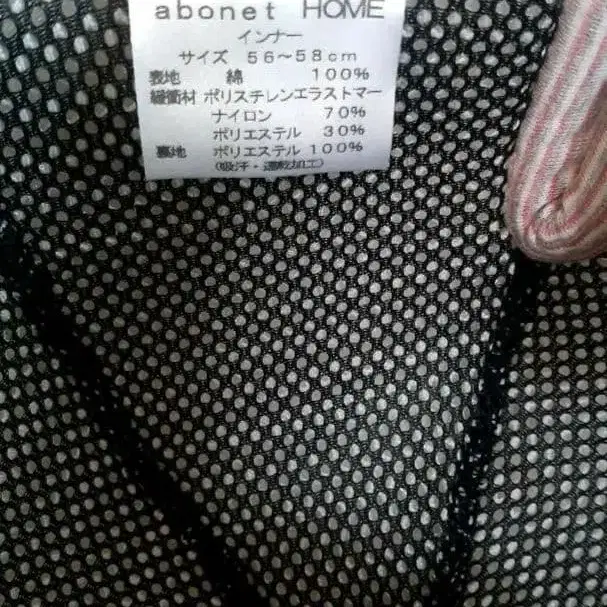 abonet HOME
インナー
サイズ 56〜58cm
表地 綿 100%
緩衝材 ポリスチレンエラストマー
ナイロン 70%
ポリエステル 30%
裏地 ポリエステル 100%
(吸汗・速乾加工)